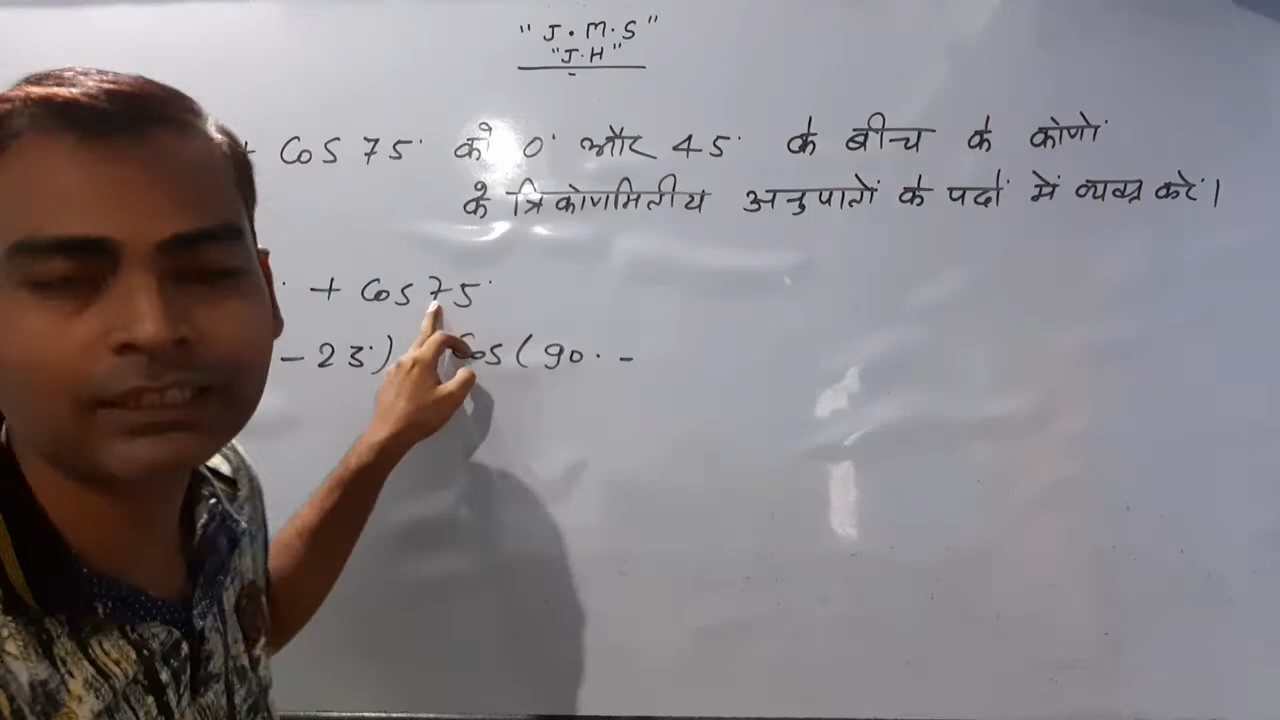 "J.M.S"
"J.H"
+ Cos 75° को 0° और 45° के बीच के कोणों
के त्रिकोणमितीय अनुपातों के पदों में व्यक्त करें।
° + Cos 75°
- 23°) Cos (90° -